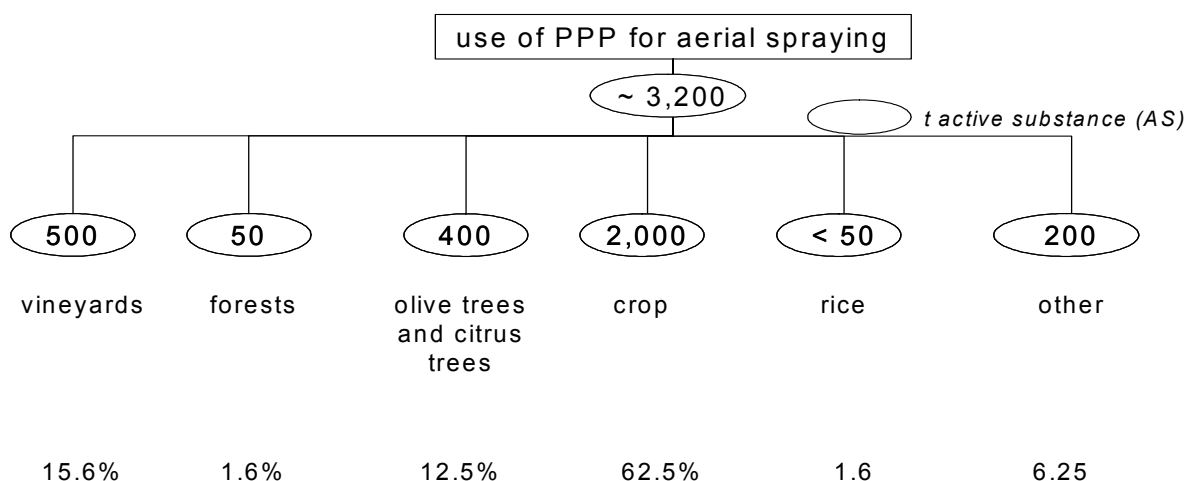 use of PPP for aerial spraying
~ 3,200
t active substance (AS)
500
50
400
2,000
< 50
200
vineyards
forests
olive trees
and citrus
trees
crop
rice
other
15.6%
1.6%
12.5%
62.5%
1.6
6.25